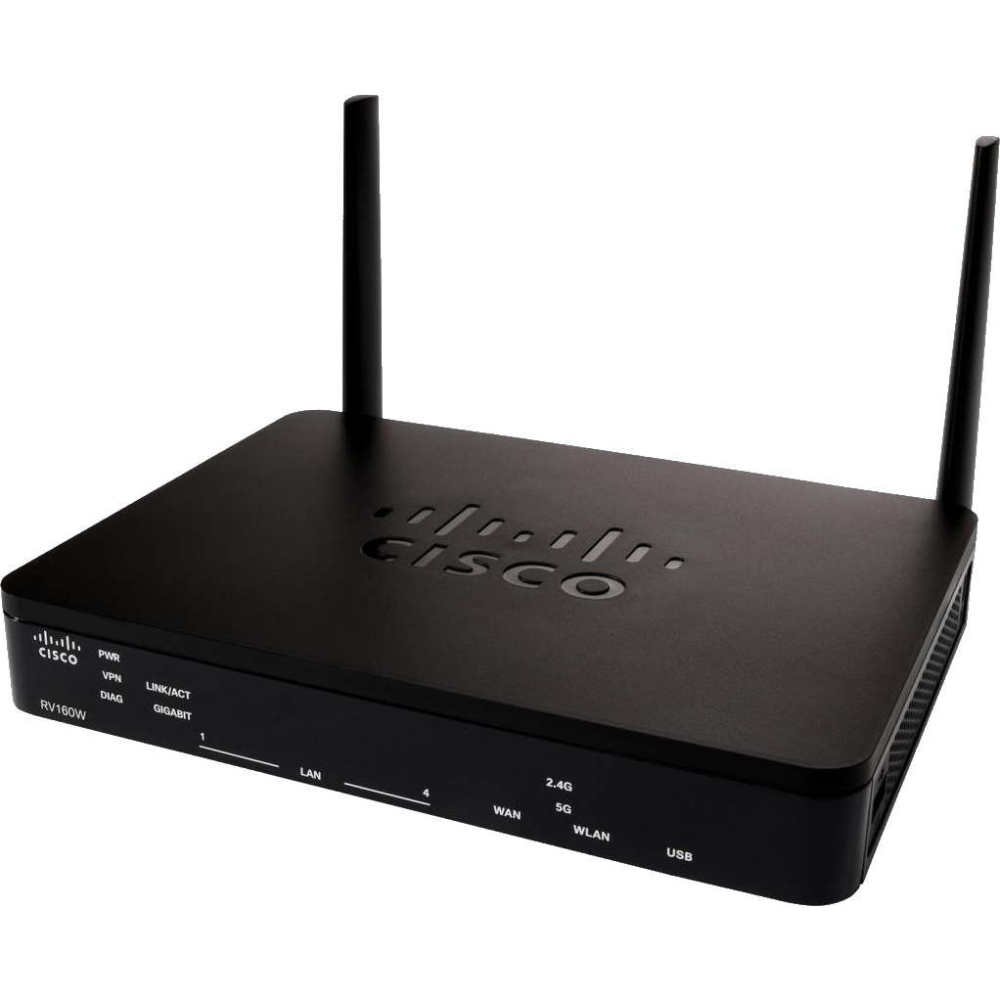 CISCO
CISCO
RV160W
PWR
VPN
DIAG
LINK/ACT
GIGABIT
1
LAN
4
WAN
2.4G
5G
WLAN
USB